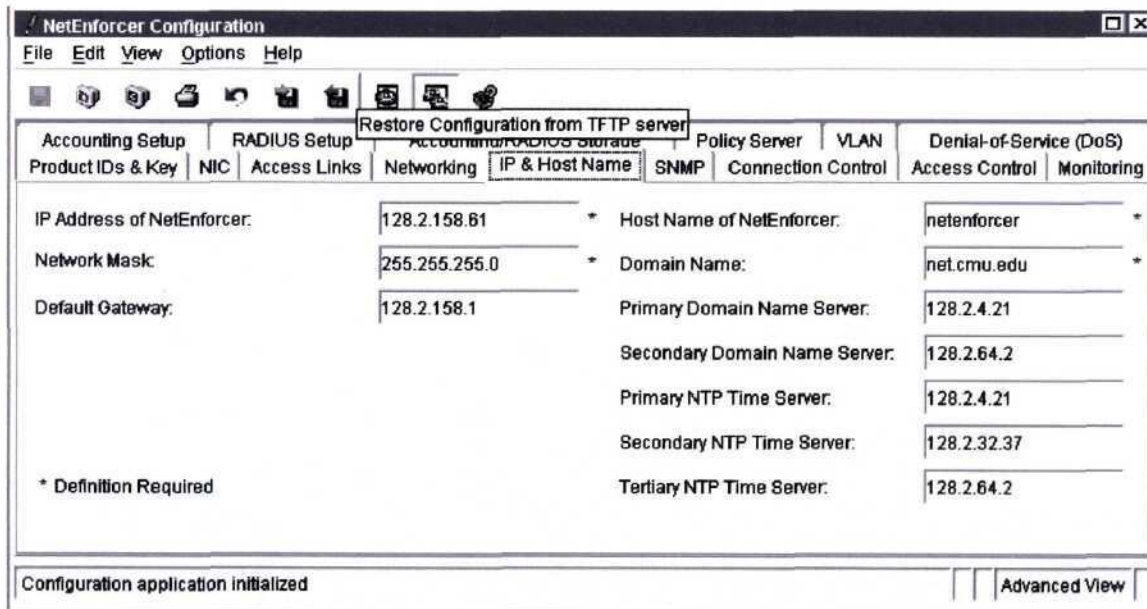 NetEnforcer Configuration
File Edit View Options Help
Restore Configuration from TFTP server
Accounting Setup RADIUS Setup Accounting/RADIUS Storage Policy Server VLAN Denial-of-Service (DoS)
Product IDs & Key NIC Access Links Networking IP & Host Name SNMP Connection Control Access Control Monitoring
IP Address of NetEnforcer: 128.2.158.61 * Host Name of NetEnforcer: netenforcer *
Network Mask: 255.255.255.0 * Domain Name: net.cmu.edu *
Default Gateway: 128.2.158.1 Primary Domain Name Server: 128.2.4.21
Secondary Domain Name Server: 128.2.64.2
Primary NTP Time Server: 128.2.4.21
Secondary NTP Time Server: 128.2.32.37
* Definition Required Tertiary NTP Time Server: 128.2.64.2
Configuration application initialized Advanced View